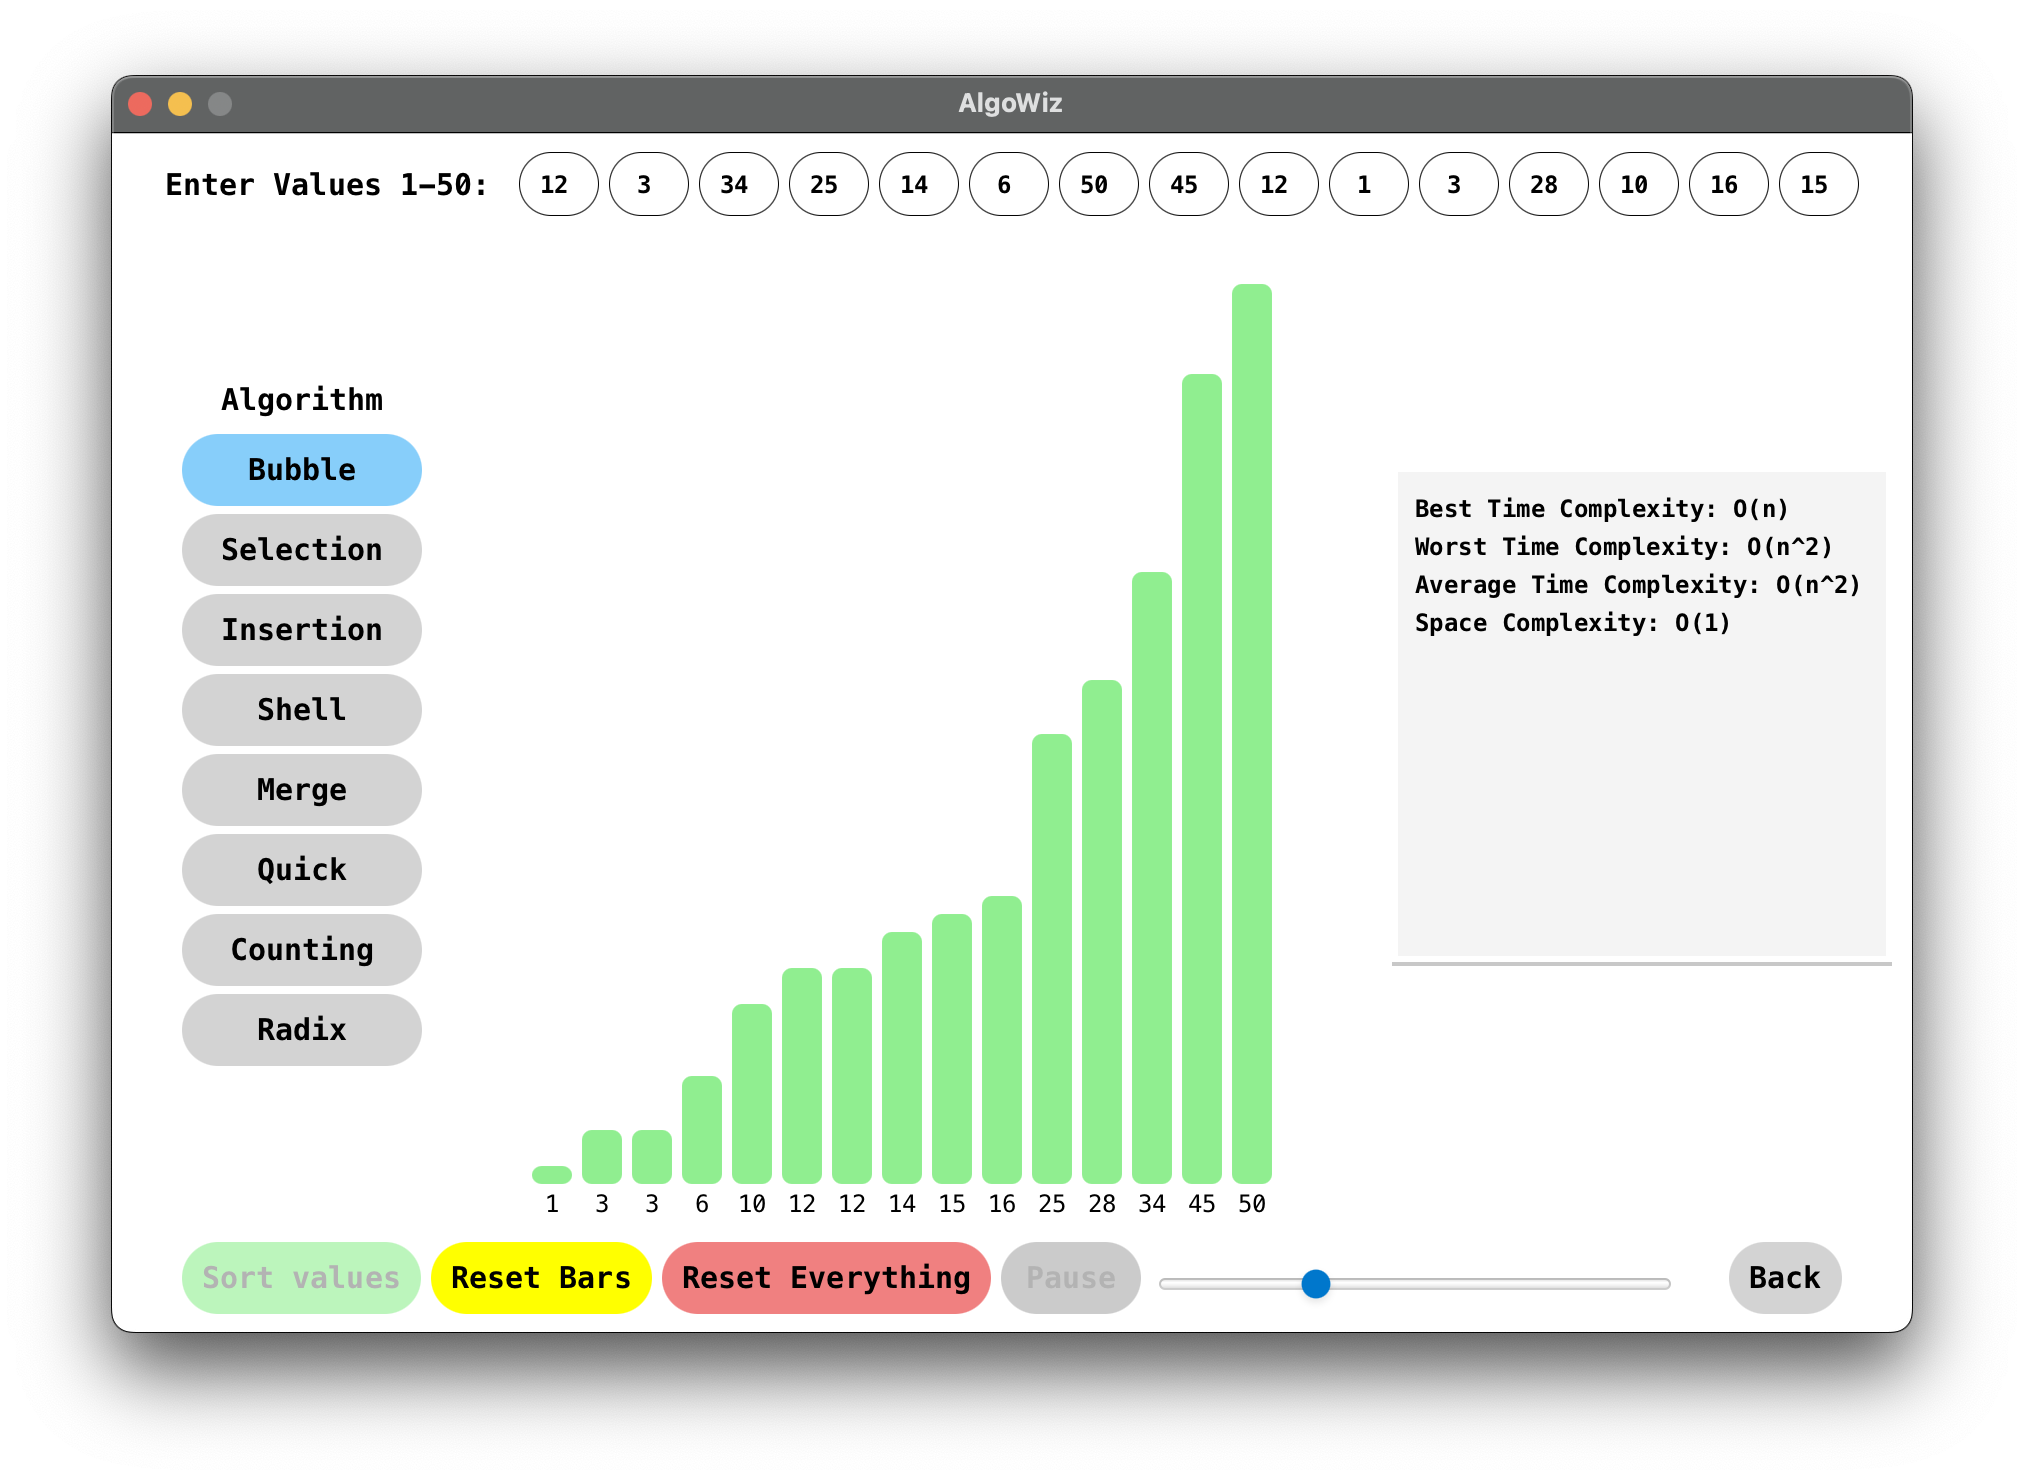 AlgoWiz
Enter Values 1–50: 12 3 34 25 14 6 50 45 12 1 3 28 10 16 15
Algorithm
Bubble
Selection
Insertion
Shell
Merge
Quick
Counting
Radix
Best Time Complexity: O(n)
Worst Time Complexity: O(n^2)
Average Time Complexity: O(n^2)
Space Complexity: O(1)
1 3 3 6 10 12 12 14 15 16 25 28 34 45 50
Sort values Reset Bars Reset Everything Pause Back